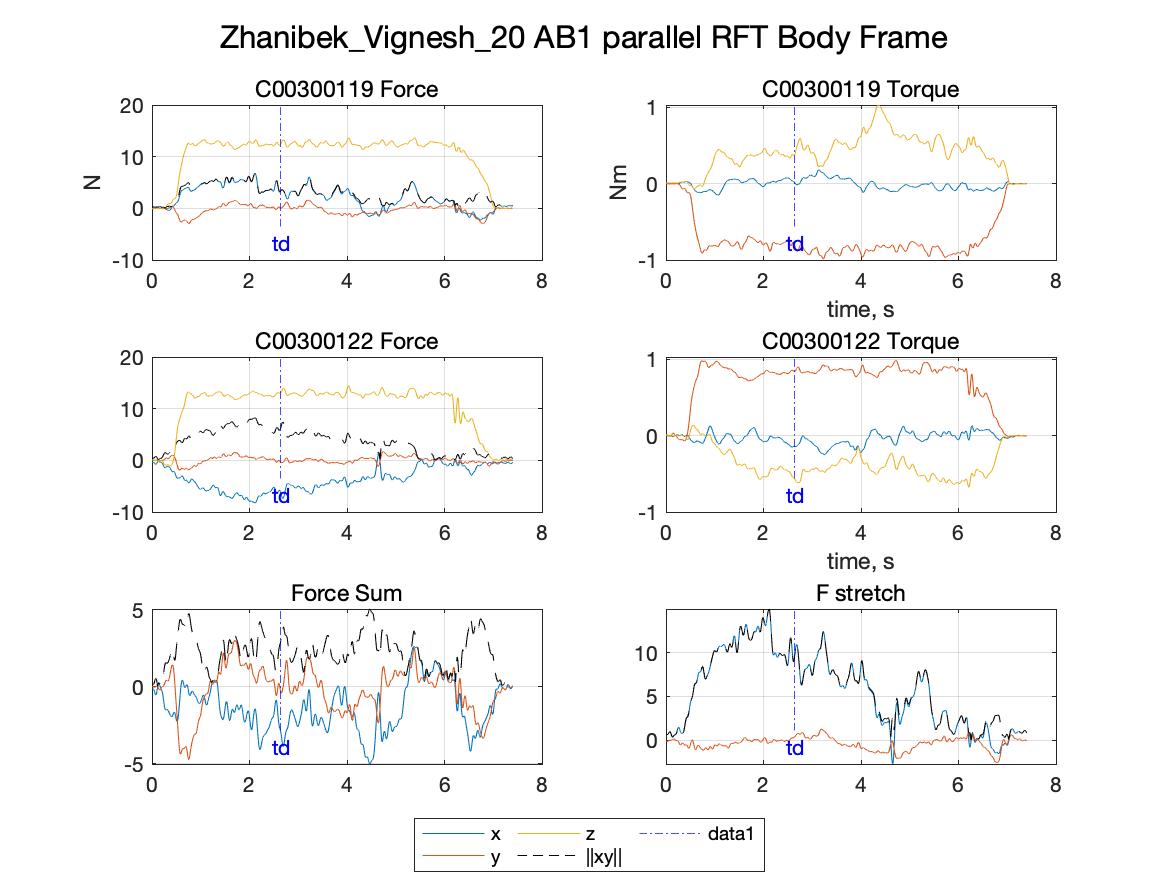 Zhanibek_Vignesh_20 AB1 parallel RFT Body Frame
C00300119 Force
20
10
0
-10
N
td
0 2 4 6 8
C00300119 Torque
1
0
-1
Nm
td
0 2 4 6 8
time, s
C00300122 Force
20
10
0
-10
td
0 2 4 6 8
C00300122 Torque
1
0
-1
td
0 2 4 6 8
time, s
Force Sum
5
0
-5
td
0 2 4 6 8
F stretch
10
5
0
td
0 2 4 6 8
x z data1
y ||xy||